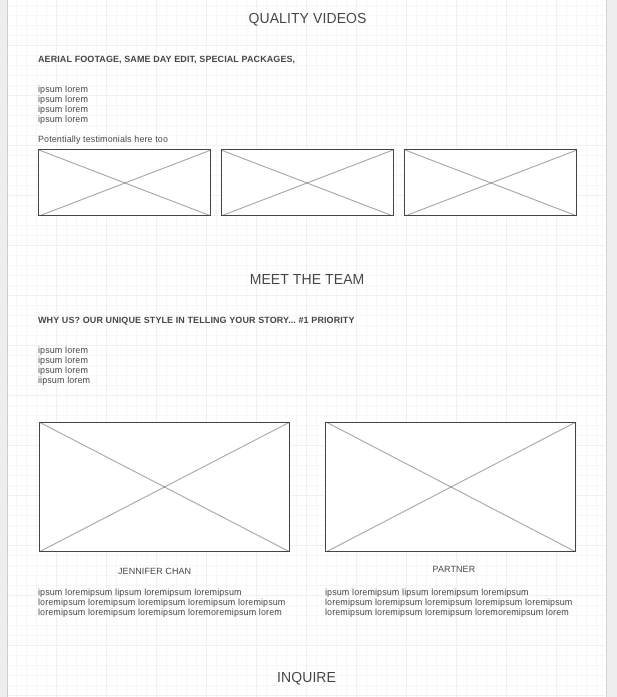 QUALITY VIDEOS
AERIAL FOOTAGE, SAME DAY EDIT, SPECIAL PACKAGES,
ipsum lorem
ipsum lorem
ipsum lorem
ipsum lorem
Potentially testimonials here too
MEET THE TEAM
WHY US? OUR UNIQUE STYLE IN TELLING YOUR STORY... #1 PRIORITY
ipsum lorem
ipsum lorem
ipsum lorem
iipsum lorem
JENNIFER CHAN
ipsum loremipsum lipsum loremipsum loremipsum
loremipsum loremipsum loremipsum loremipsum loremipsum
loremipsum loremipsum loremipsum loremoremipsum lorem
PARTNER
ipsum loremipsum lipsum loremipsum loremipsum
loremipsum loremipsum loremipsum loremipsum loremipsum
loremipsum loremipsum loremipsum loremoremipsum lorem
INQUIRE